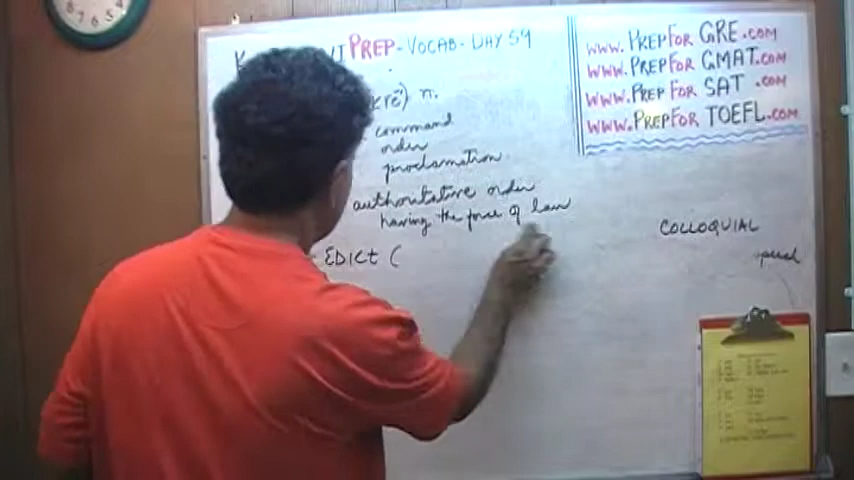 PREP - VOCAB - DAY 59
n.
command
order
proclamation
authoritative order
having the force of law
EDICT (
WWW. PREPFOR GRE.COM
WWW. PREPFOR GMAT.COM
WWW. PREP FOR SAT .COM
WWW. PREPFOR TOEFL.COM
COLLOQUIAL
speech